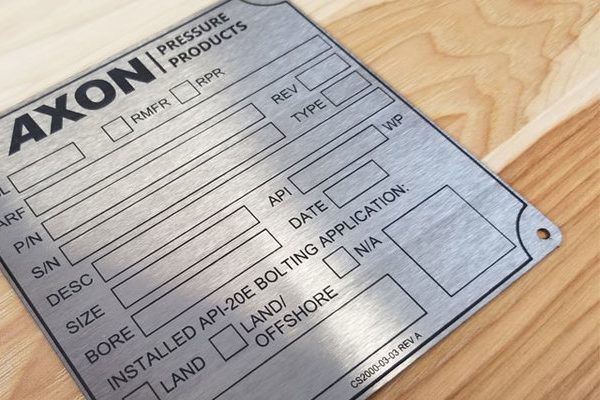 AXON | PRESSURE
PRODUCTS
RMFR RPR
REV
ARF TYPE
P/N WP
S/N API
DESC DATE
SIZE
BORE
INSTALLED API-20E BOLTING APPLICATION:
LAND LAND/
OFFSHORE N/A
CS2000-03-03 REV A